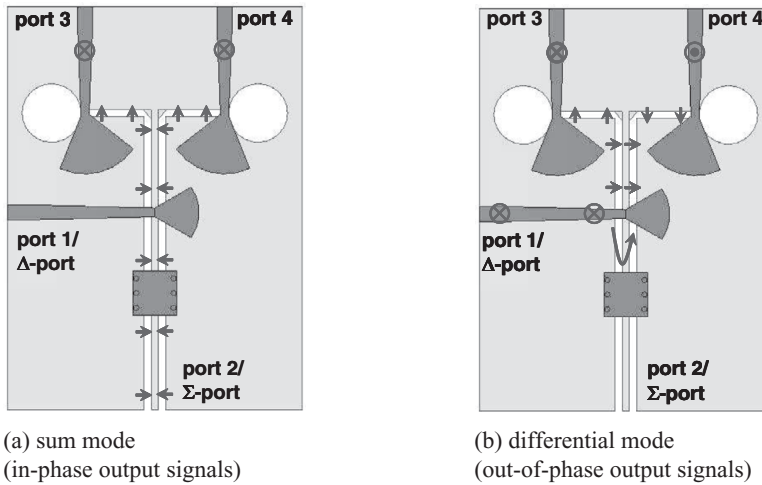 port 3
port 4
port 1/
Δ-port
port 2/
Σ-port
(a) sum mode
(in-phase output signals)
port 3
port 4
port 1/
Δ-port
port 2/
Σ-port
(b) differential mode
(out-of-phase output signals)